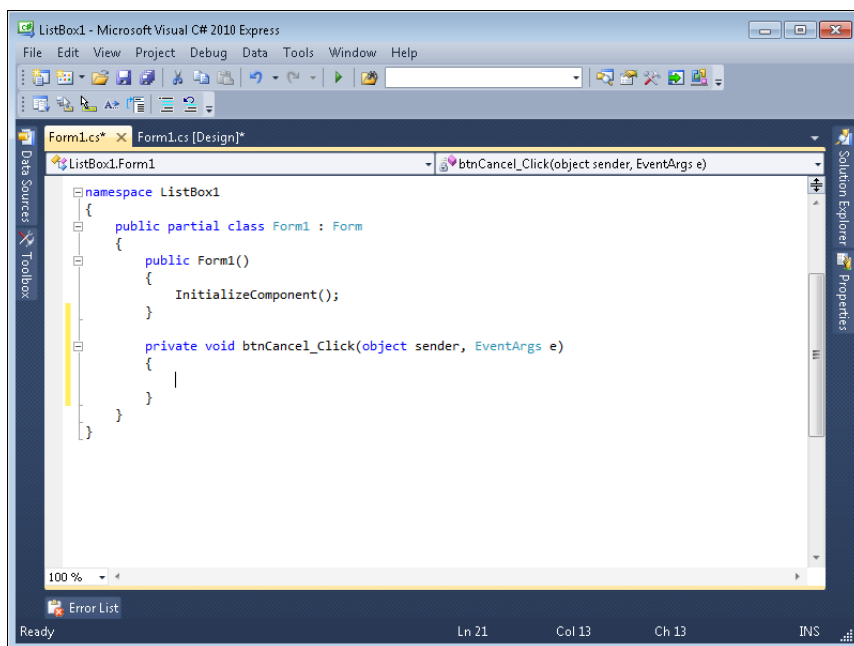 ListBox1 - Microsoft Visual C# 2010 Express
File Edit View Project Debug Data Tools Window Help
Form1.cs* Form1.cs [Design]*
ListBox1.Form1 btnCancel_Click(object sender, EventArgs e)
Data Sources
Toolbox
Solution Explorer
Properties
namespace ListBox1
{
public partial class Form1 : Form
{
public Form1()
{
InitializeComponent();
}
private void btnCancel_Click(object sender, EventArgs e)
{
}
}
}
100 %
Error List
Ready Ln 21 Col 13 Ch 13 INS